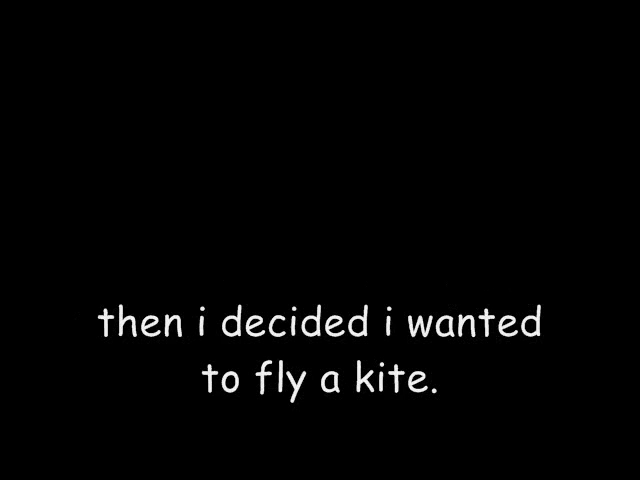 then i decided i wanted
to fly a kite.